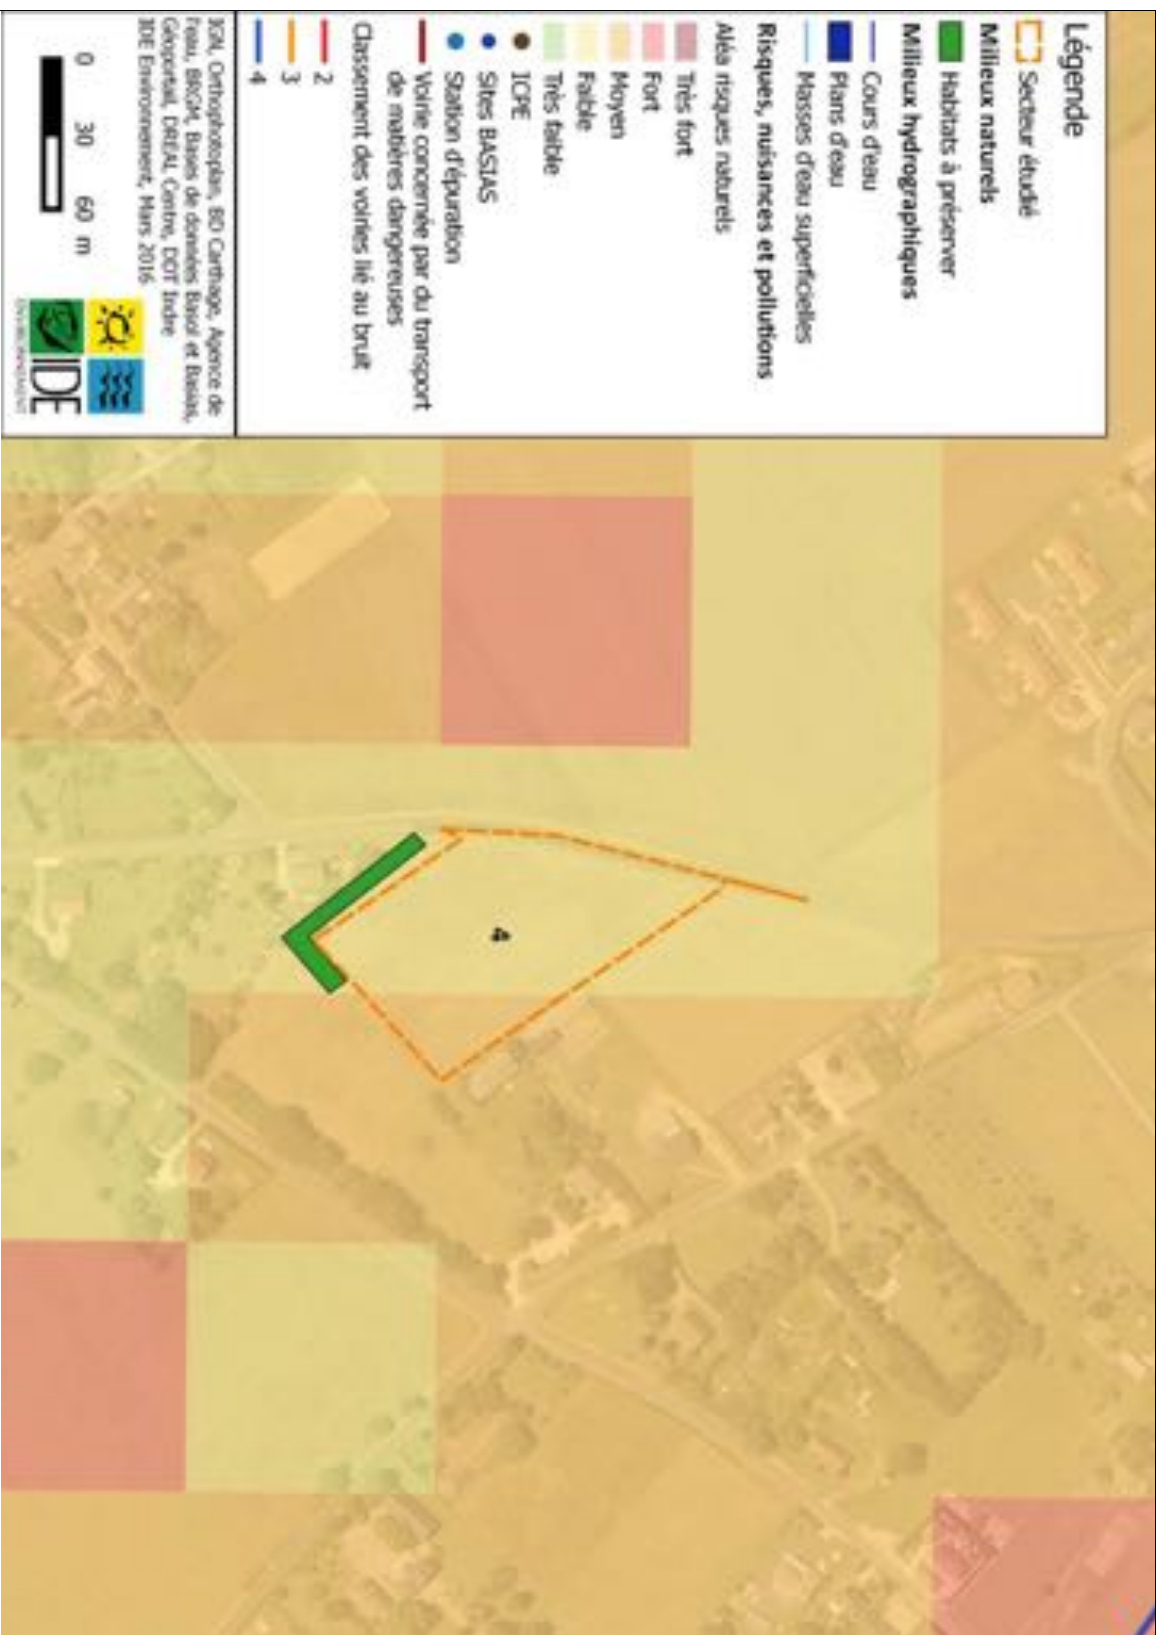 Légende
Secteur étudié
Milieux naturels
Habitats à préserver
Milieux hydrographiques
Cours d'eau
Plans d'eau
Masses d'eau superficielles
Risques, nuisances et pollutions
Aléa risques naturels
Très fort
Fort
Moyen
Faible
Très faible
ICPE
Sites BASIAS
Station d'épuration
Voirie concernée par du transport
de matières dangereuses
Classement des voiries lié au bruit
2
3
4
IGN, Orthophotoplan, BD Carthage, Agence de
l'eau, BRGM, Bases de données Basol et Basias,
Géoportail, DREAL Centre, DDT Indre
IDE Environnement, Mars 2016
0 30 60 m
IDE
ENVIRONNEMENT
4